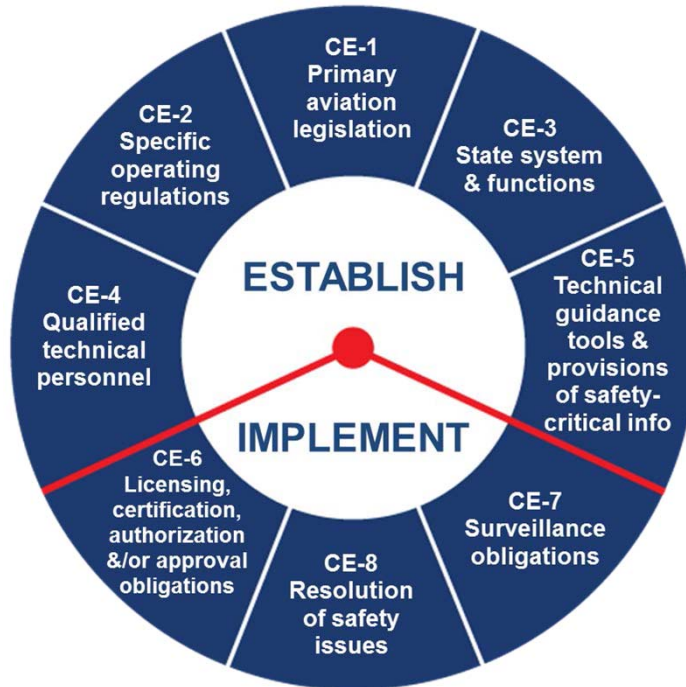 CE-1
Primary
aviation
legislation
CE-2
Specific
operating
regulations
CE-3
State system
& functions
CE-4
Qualified
technical
personnel
CE-5
Technical
guidance
tools &
provisions
of safety-
critical info
ESTABLISH
IMPLEMENT
CE-6
Licensing,
certification,
authorization
&/or approval
obligations
CE-8
Resolution
of safety
issues
CE-7
Surveillance
obligations